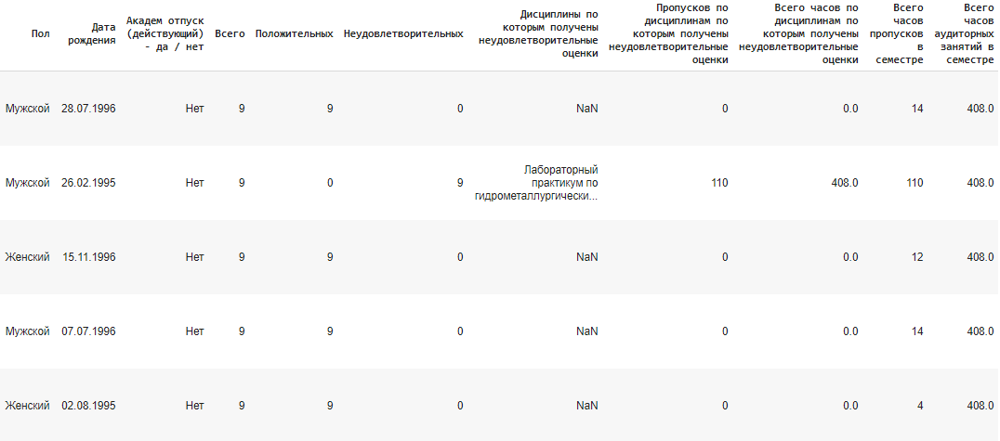 Пол
Дата
рождения
Академ отпуск
(действующий)
- да / нет
Всего
Положительных
Неудовлетворительных
Дисциплины по
которым получены
неудовлетворительные
оценки
Пропусков по
дисциплинам по
которым получены
неудовлетворительные
оценки
Всего часов по
дисциплинам по
которым получены
неудовлетворительные
оценки
Всего
часов
пропусков
в
семестре
Всего
часов
аудиторных
занятий в
семестре
Мужской 28.07.1996 Нет 9 9 0 NaN 0 0.0 14 408.0
Мужской 26.02.1995 Нет 9 0 9
Лабораторный
практикум по
гидрометаллургически...
110 408.0 110 408.0
Женский 15.11.1996 Нет 9 9 0 NaN 0 0.0 12 408.0
Мужской 07.07.1996 Нет 9 9 0 NaN 0 0.0 14 408.0
Женский 02.08.1995 Нет 9 9 0 NaN 0 0.0 4 408.0